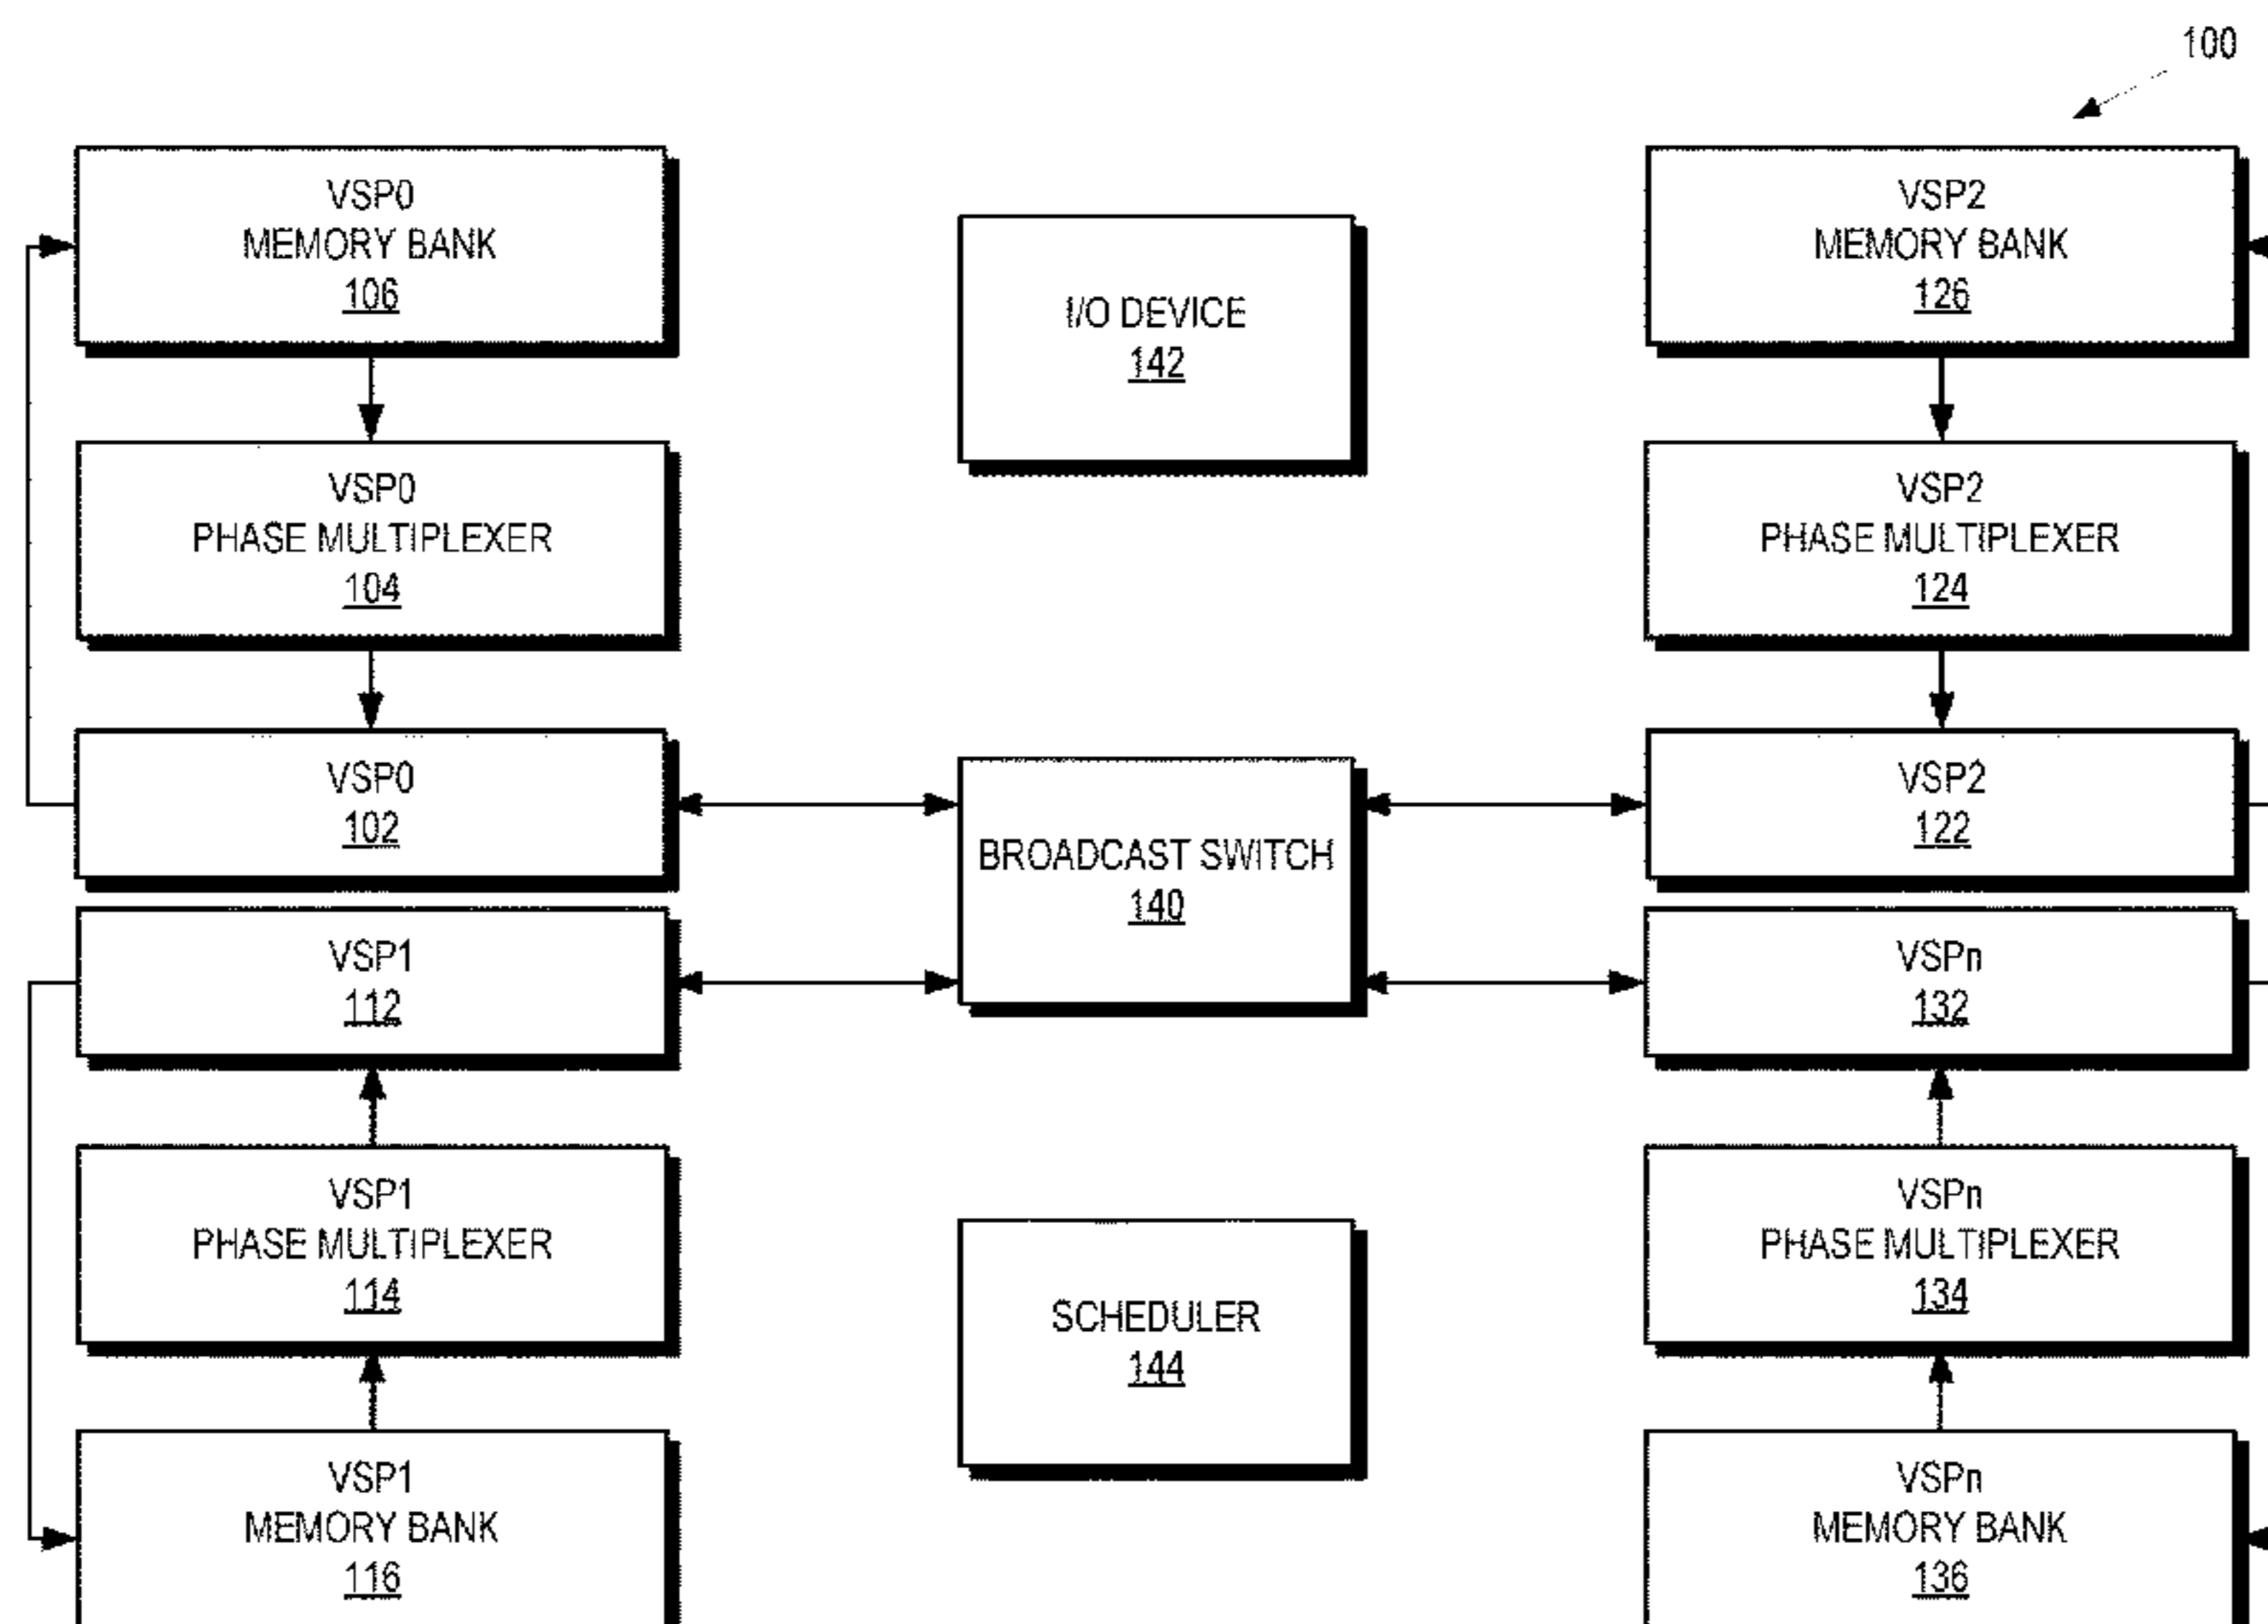 100
VSP0
MEMORY BANK
106
VSP0
PHASE MULTIPLEXER
104
VSP0
102
VSP1
112
VSP1
PHASE MULTIPLEXER
114
VSP1
MEMORY BANK
116
I/O DEVICE
142
BROADCAST SWITCH
140
SCHEDULER
144
VSP2
MEMORY BANK
126
VSP2
PHASE MULTIPLEXER
124
VSP2
122
VSPn
132
VSPn
PHASE MULTIPLEXER
134
VSPn
MEMORY BANK
136